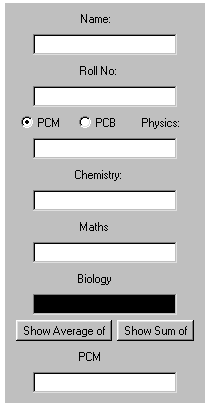 Name:
Roll No:
PCM PCB Physics:
Chemistry:
Maths
Biology
Show Average of Show Sum of
PCM